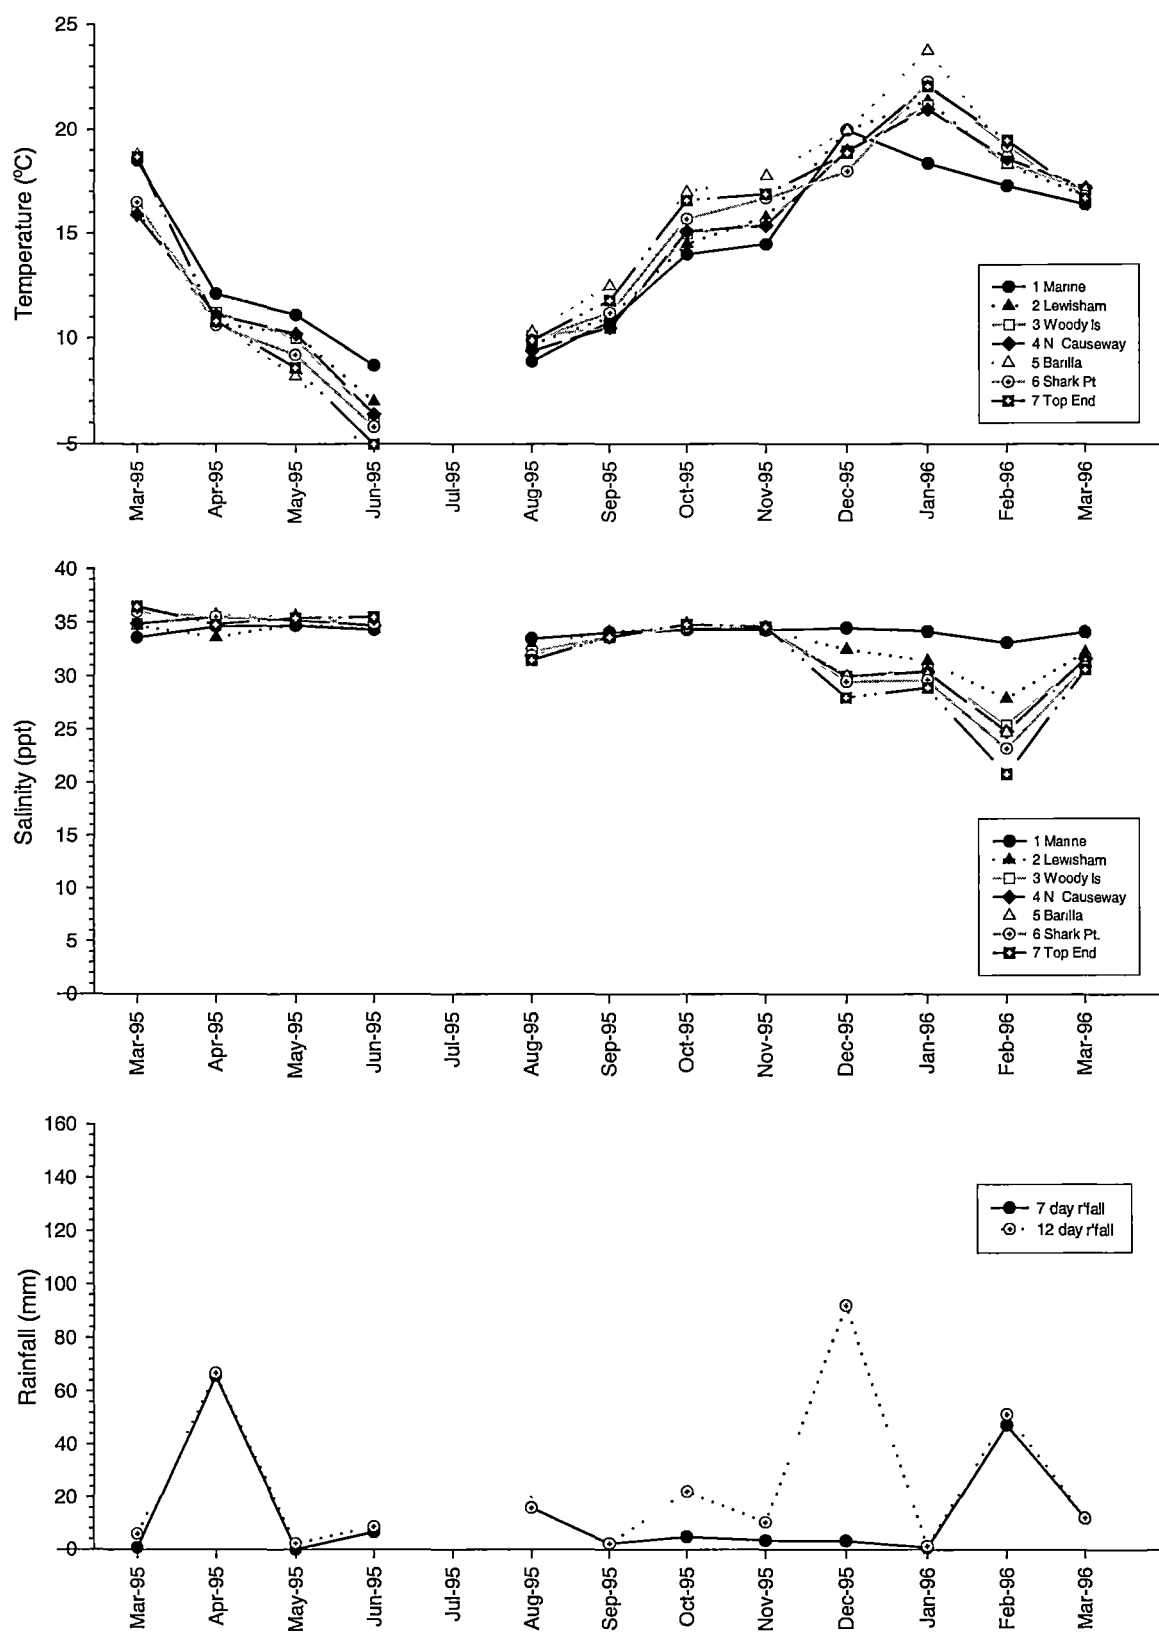 25
20
15
10
5
Temperature (ºC)
1 Marine
2 Lewisham
3 Woody Is
4 N Causeway
5 Barilla
6 Shark Pt
7 Top End
Mar-95
Apr-95
May-95
Jun-95
Jul-95
Aug-95
Sep-95
Oct-95
Nov-95
Dec-95
Jan-96
Feb-96
Mar-96
40
35
30
25
20
15
10
5
0
Salinity (ppt)
1 Marine
2 Lewisham
3 Woody Is
4 N Causeway
5 Barilla
6 Shark Pt.
7 Top End
Mar-95
Apr-95
May-95
Jun-95
Jul-95
Aug-95
Sep-95
Oct-95
Nov-95
Dec-95
Jan-96
Feb-96
Mar-96
160
140
120
100
80
60
40
20
0
Rainfall (mm)
7 day r'fall
12 day r'fall
Mar-95
Apr-95
May-95
Jun-95
Jul-95
Aug-95
Sep-95
Oct-95
Nov-95
Dec-95
Jan-96
Feb-96
Mar-96